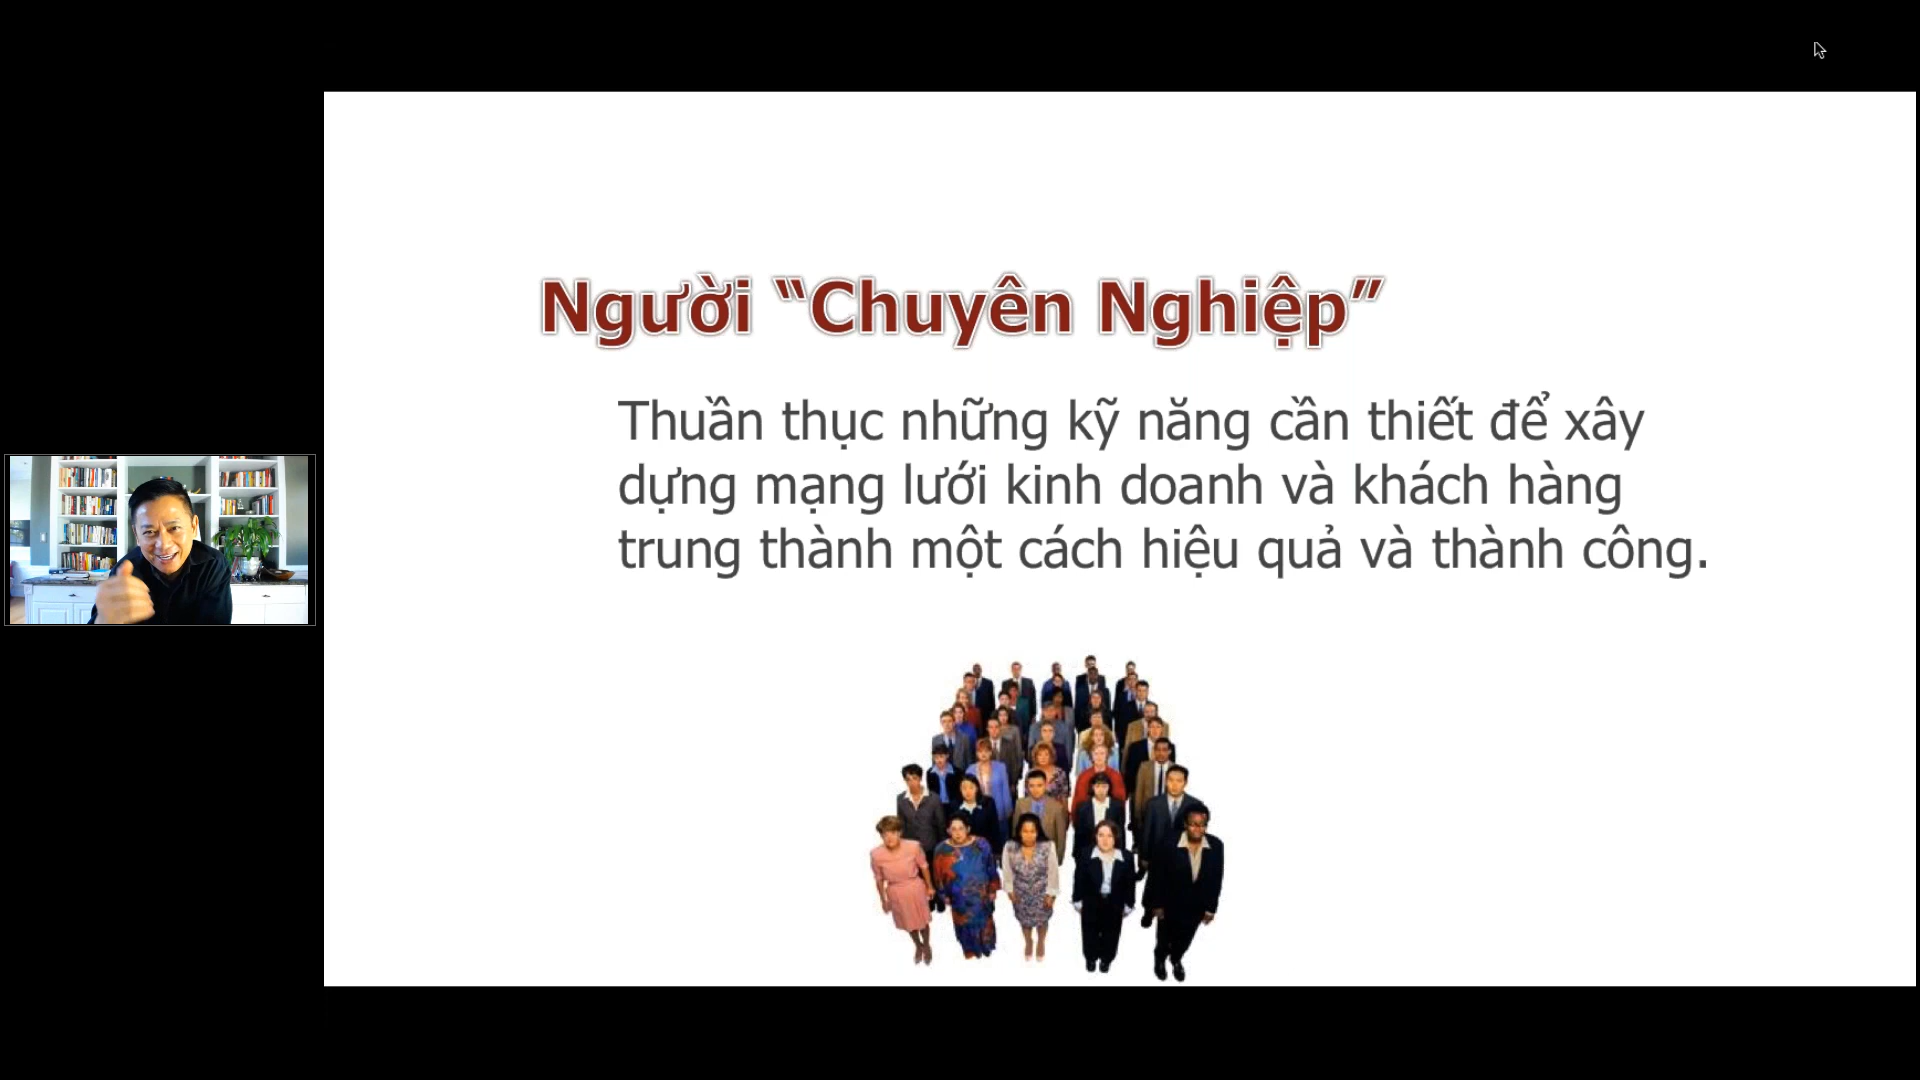 Người “Chuyên Nghiệp”
Thuần thục những kỹ năng cần thiết để xây
dựng mạng lưới kinh doanh và khách hàng
trung thành một cách hiệu quả và thành công.